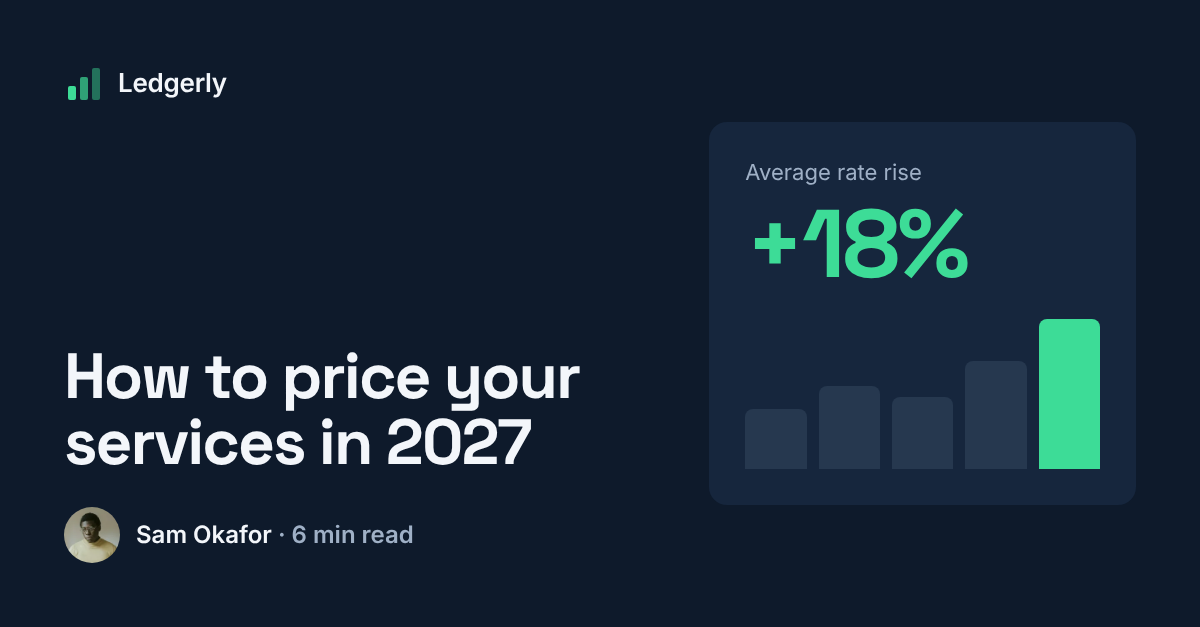 Ledgerly
How to price your
services in 2027
Sam Okafor · 6 min read
Average rate rise
+18%